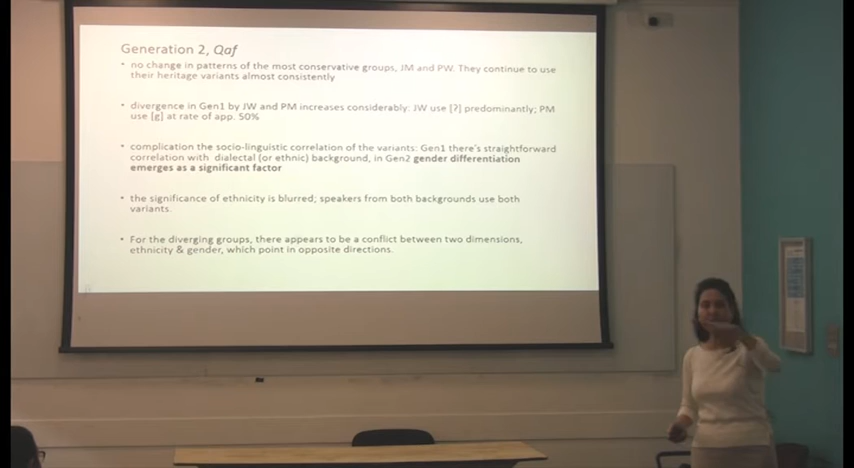 Generation 2, Qaf
• no change in patterns of the most conservative groups, JM and PW. They continue to use
their heritage variants almost consistently
• divergence in Gen1 by JW and PM increases considerably: JW use [ʔ] predominantly; PM
use [g] at rate of app. 50%
• complication the socio-linguistic correlation of the variants: Gen1 there's straightforward
correlation with dialectal (or ethnic) background, in Gen2 gender differentiation
emerges as a significant factor
• the significance of ethnicity is blurred; speakers from both backgrounds use both
variants.
• For the diverging groups, there appears to be a conflict between two dimensions,
ethnicity & gender, which point in opposite directions.